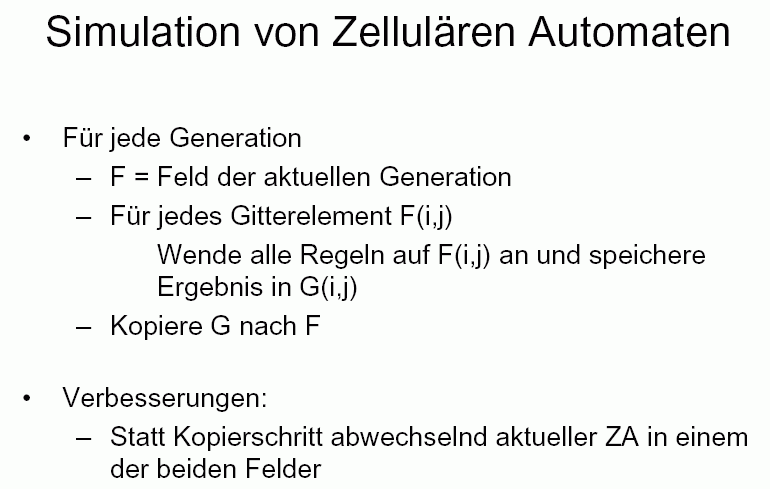 Simulation von Zellulären Automaten
• Für jede Generation
– F = Feld der aktuellen Generation
– Für jedes Gitterelement F(i,j)
Wende alle Regeln auf F(i,j) an und speichere
Ergebnis in G(i,j)
– Kopiere G nach F
• Verbesserungen:
– Statt Kopierschritt abwechselnd aktueller ZA in einem
der beiden Felder